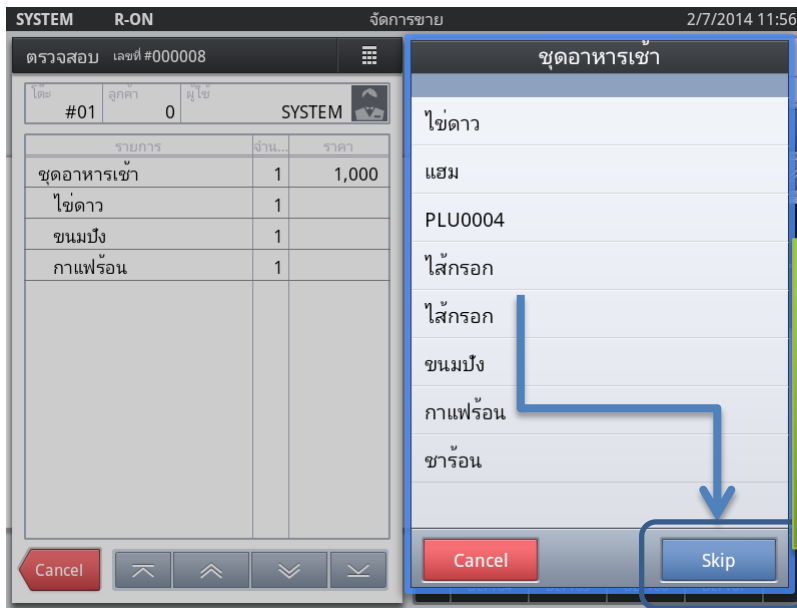 SYSTEM R-ON จัดการขาย 2/7/2014 11:56
ตรวจสอบ เลขที่ #000008
โต๊ะ ลูกค้า ผู้ใช้
#01 0 SYSTEM
รายการ จำน... ราคา
ชุดอาหารเช้า 1 1,000
ไข่ดาว 1
ขนมปัง 1
กาแฟร้อน 1
Cancel
ชุดอาหารเช้า
ไข่ดาว
แฮม
PLU0004
ไส้กรอก
ไส้กรอก
ขนมปัง
กาแฟร้อน
ชาร้อน
Cancel Skip